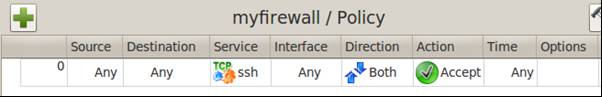 myfirewall / Policy
Source Destination Service Interface Direction Action Time Options
0 Any Any TCP ssh Any Both Accept Any